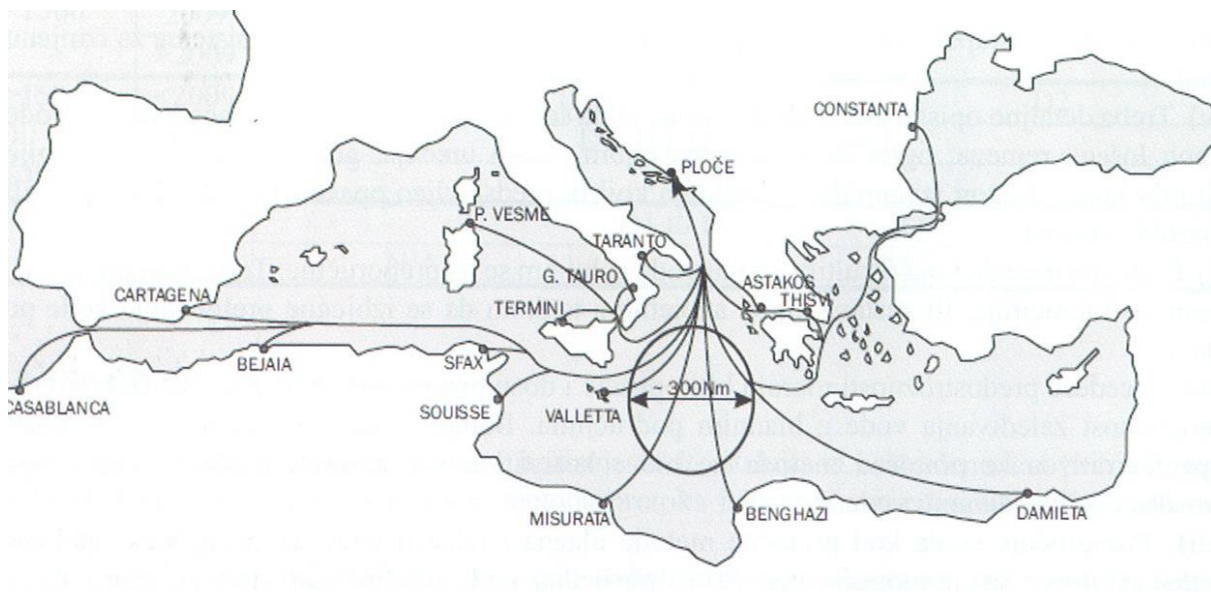 CONSTANTA
PLOČE
P. VESME
TARANTO
G. TAURO
ASTAKOS
THISVI
CARTAGENA
TERMINI
BEJAIA
SFAX
300Nm
CASABLANCA
SOUISSE
VALLETTA
MISURATA
BENGHAZI
DAMIETA